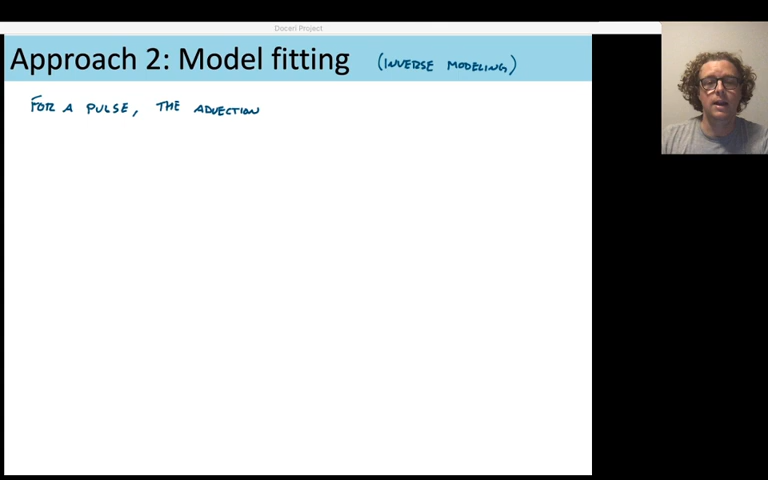 Doceri Project
Approach 2: Model fitting (INVERSE MODELING)
FOR A PULSE, THE ADVECTION